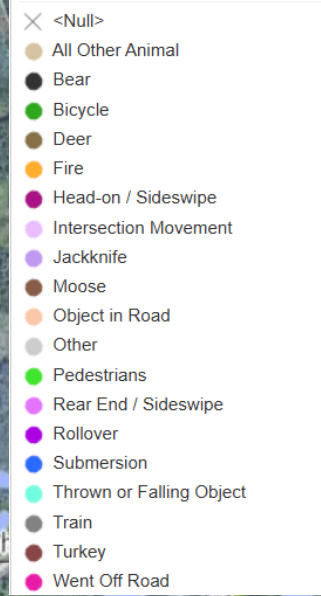 <Null>
All Other Animal
Bear
Bicycle
Deer
Fire
Head-on / Sideswipe
Intersection Movement
Jackknife
Moose
Object in Road
Other
Pedestrians
Rear End / Sideswipe
Rollover
Submersion
Thrown or Falling Object
Train
Turkey
Went Off Road